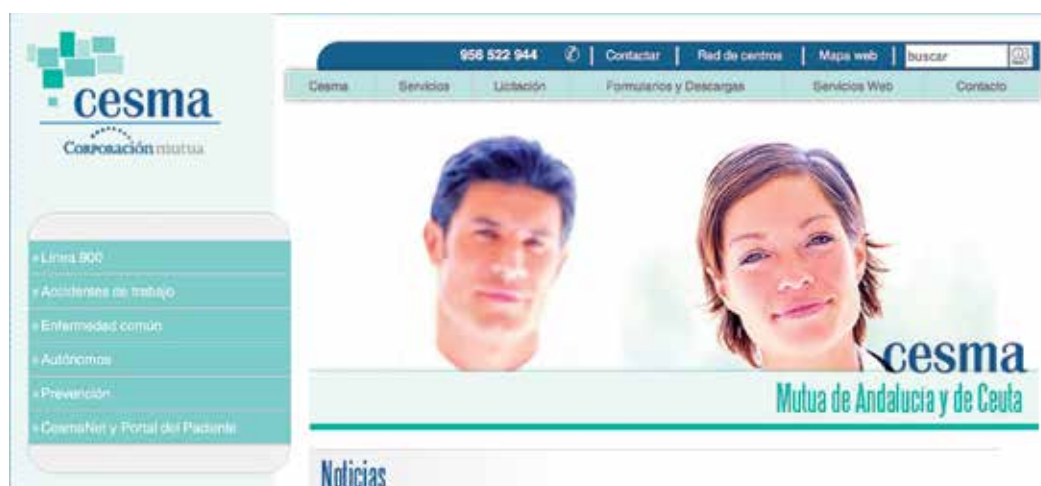 cesma
CORPORACIÓN mutua
956 522 944 | Contactar | Red de centros | Mapa web | buscar
Cesma Servicios Licitación Formularios y Descargas Servicios Web Contacto
» Línea 900
» Accidentes de trabajo
» Enfermedad común
» Autónomos
» Prevención
» CesmaNet y Portal del Paciente
cesma
Mutua de Andalucía y de Ceuta
Noticias